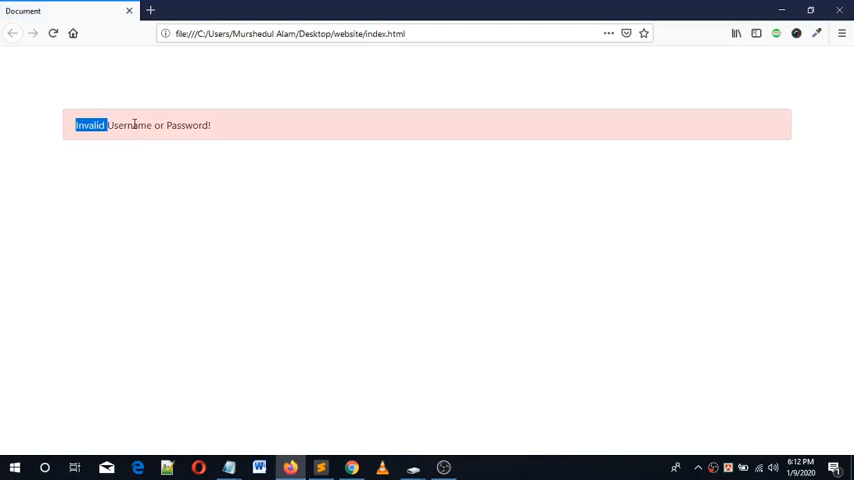 Document
file:///C:/Users/Murshedul Alam/Desktop/website/index.html
Invalid Username or Password!
6:12 PM
1/9/2020